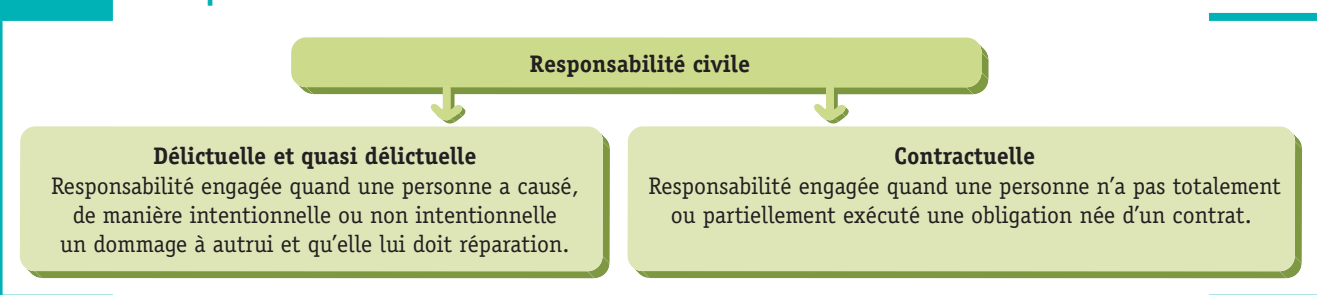 Responsabilité civile
Délictuelle et quasi délictuelle
Responsabilité engagée quand une personne a causé,
de manière intentionnelle ou non intentionnelle
un dommage à autrui et qu’elle lui doit réparation.
Contractuelle
Responsabilité engagée quand une personne n’a pas totalement
ou partiellement exécuté une obligation née d’un contrat.